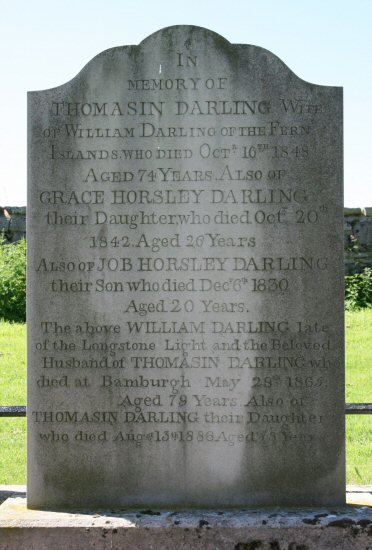 IN
MEMORY OF
THOMASIN DARLING Wife
OF WILLIAM DARLING OF THE FERN
ISLANDS. WHO DIED Octr 16TH 1848
AGED 74 YEARS. ALSO OF
GRACE HORSLEY DARLING
their Daughter, who died Oct. 20th
1842. Aged 26 Years
ALSO OF JOB HORSLEY DARLING
their Son who died Decr 6th 1830
Aged 20 Years.
The above WILLIAM DARLING late
of the Longstone Light and the Beloved
Husband of THOMASIN DARLING who
died at Bamburgh May 28th 1865,
Aged 79 Years. Also of
THOMASIN DARLING their Daughter
who died Augst 13th 1886 Aged Years